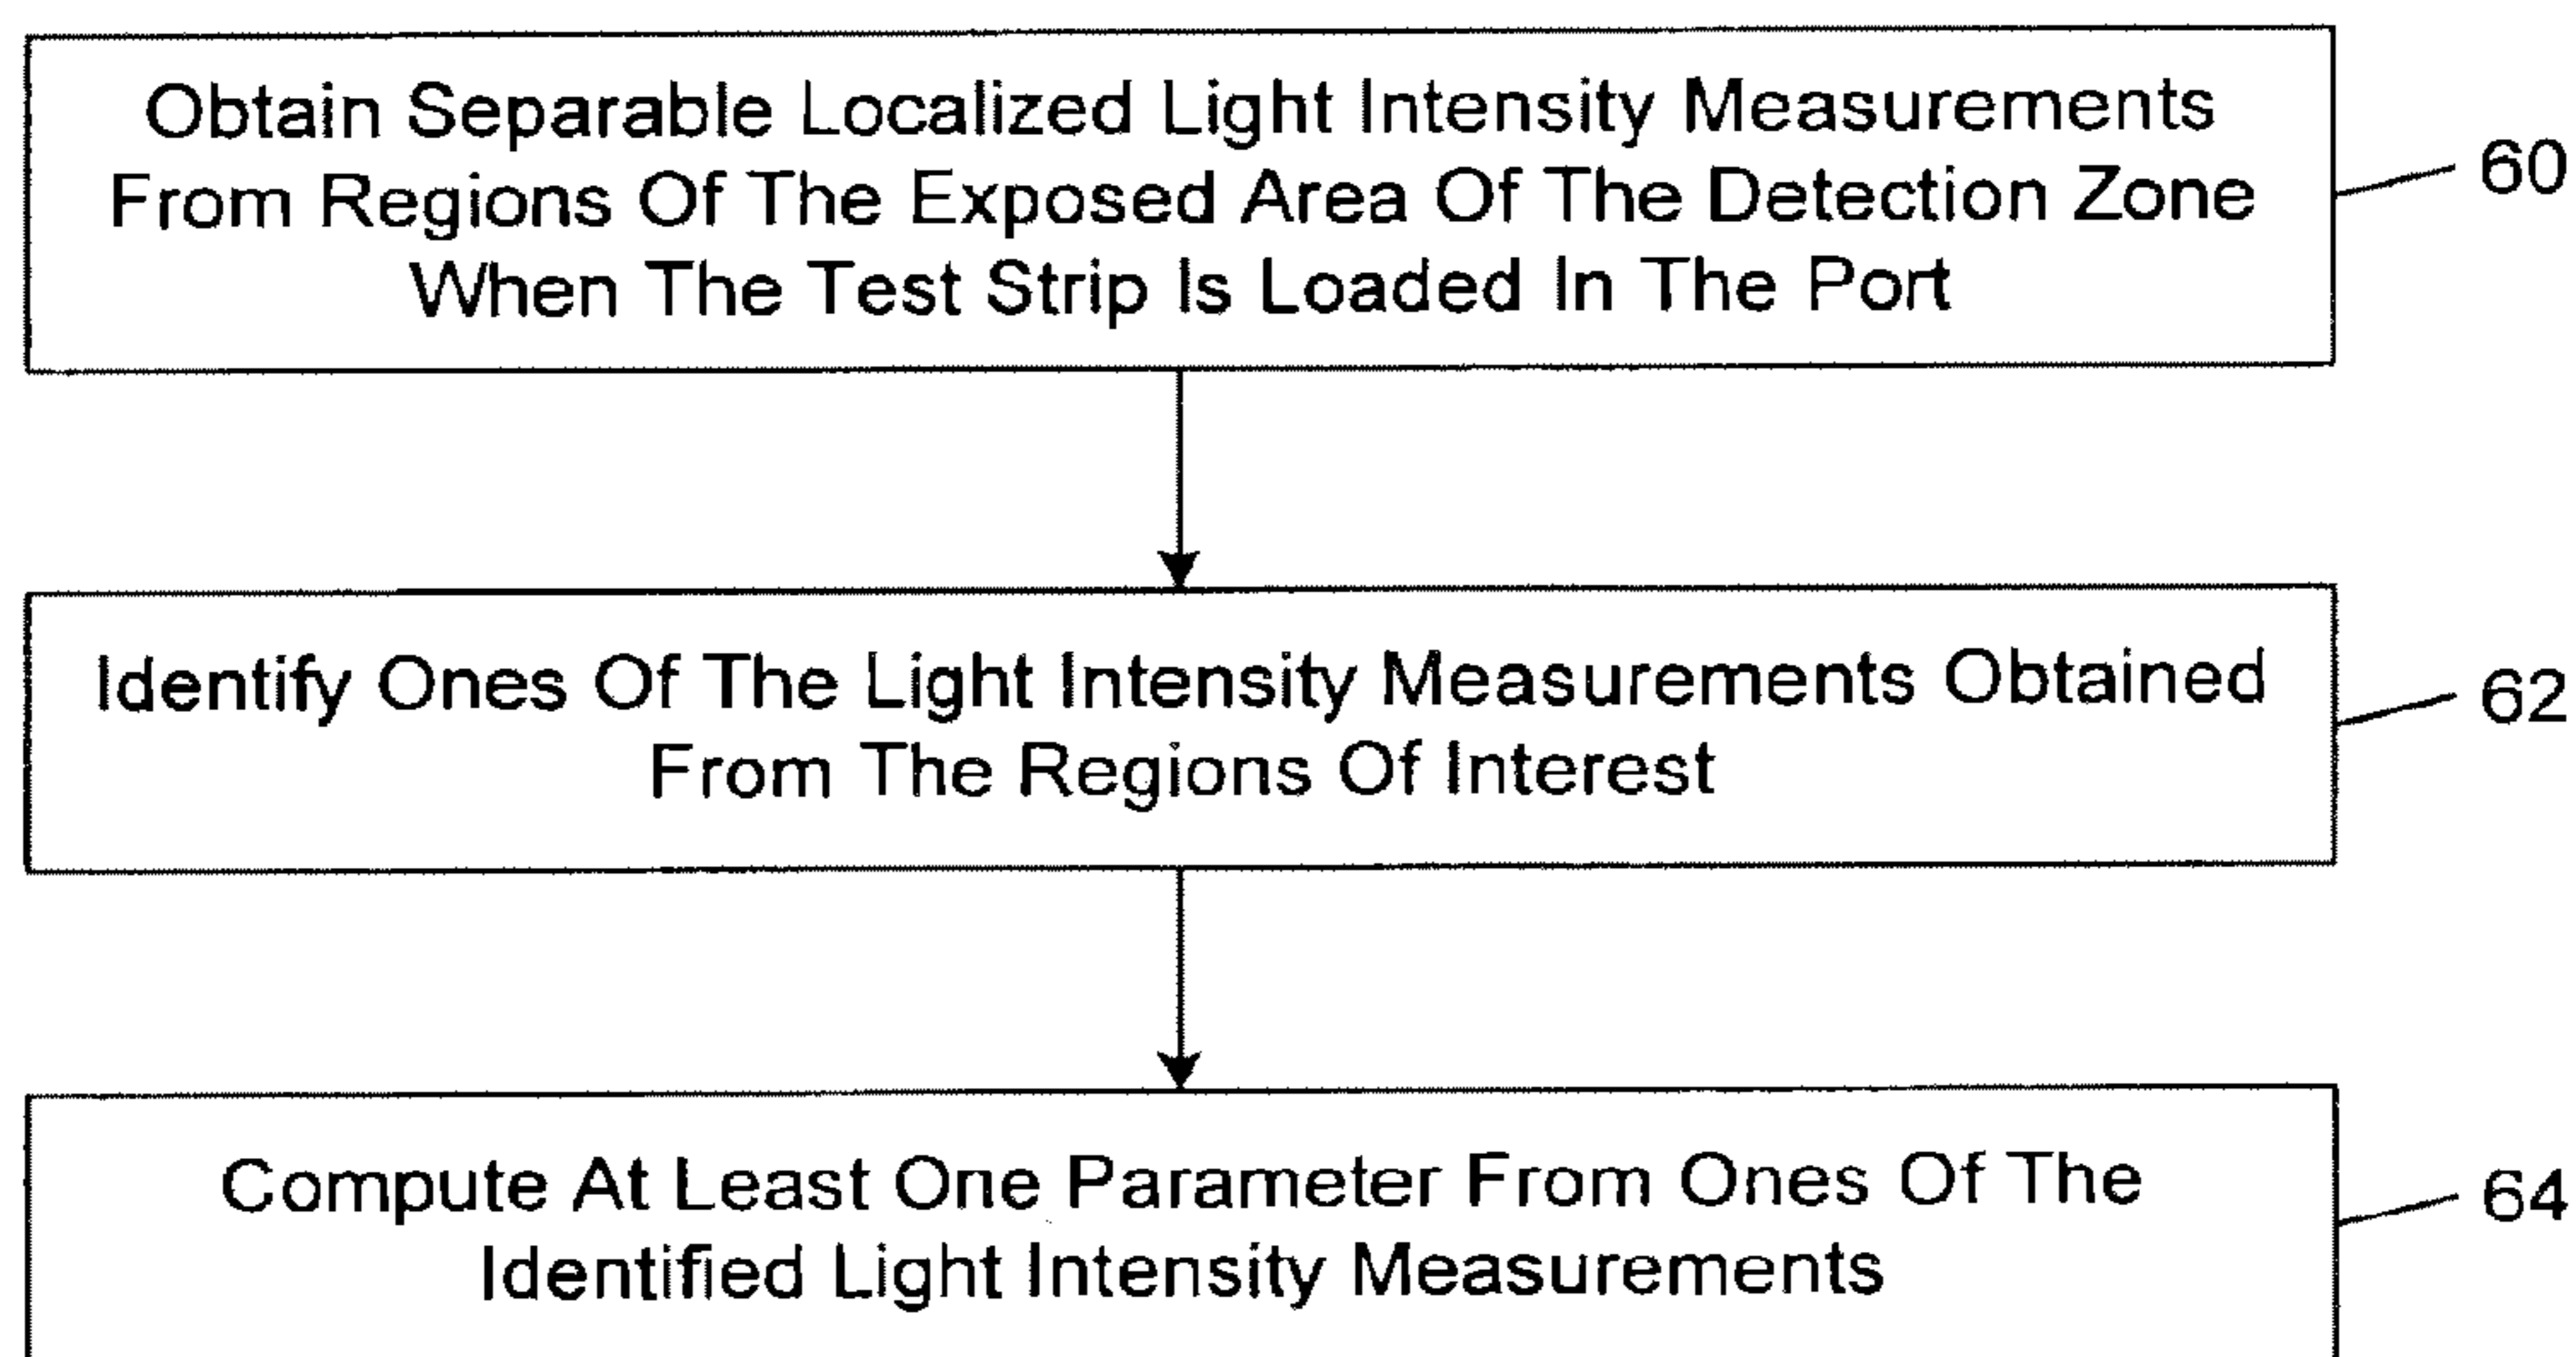 Obtain Separable Localized Light Intensity Measurements
From Regions Of The Exposed Area Of The Detection Zone
When The Test Strip Is Loaded In The Port
60
Identify Ones Of The Light Intensity Measurements Obtained
From The Regions Of Interest
62
Compute At Least One Parameter From Ones Of The
Identified Light Intensity Measurements
64